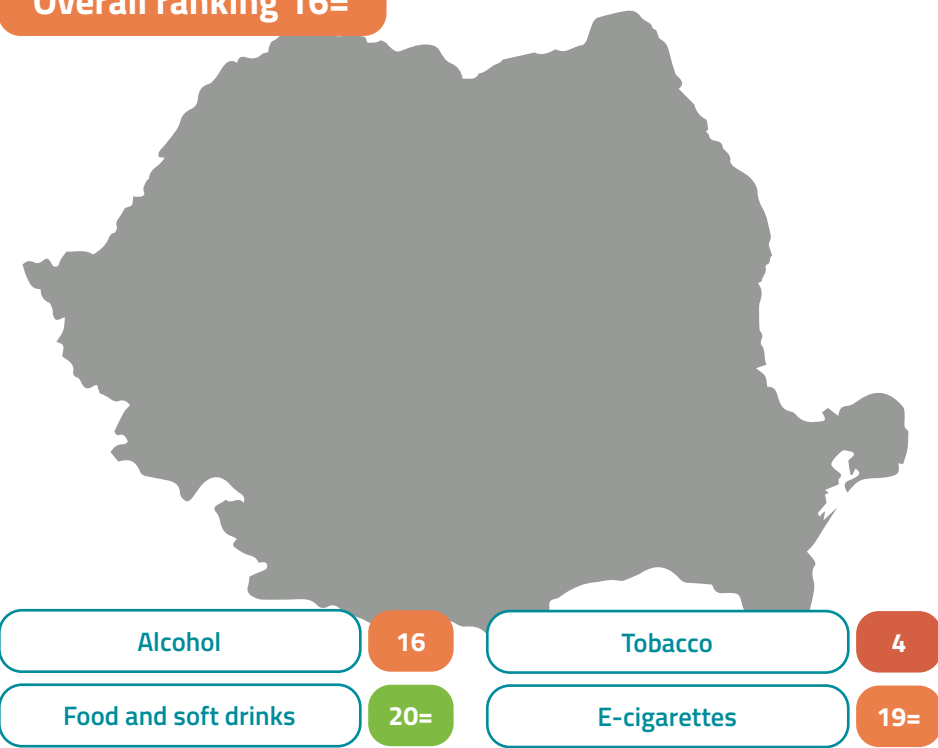 Overall ranking 16=
Alcohol 16
Tobacco 4
Food and soft drinks 20=
E-cigarettes 19=